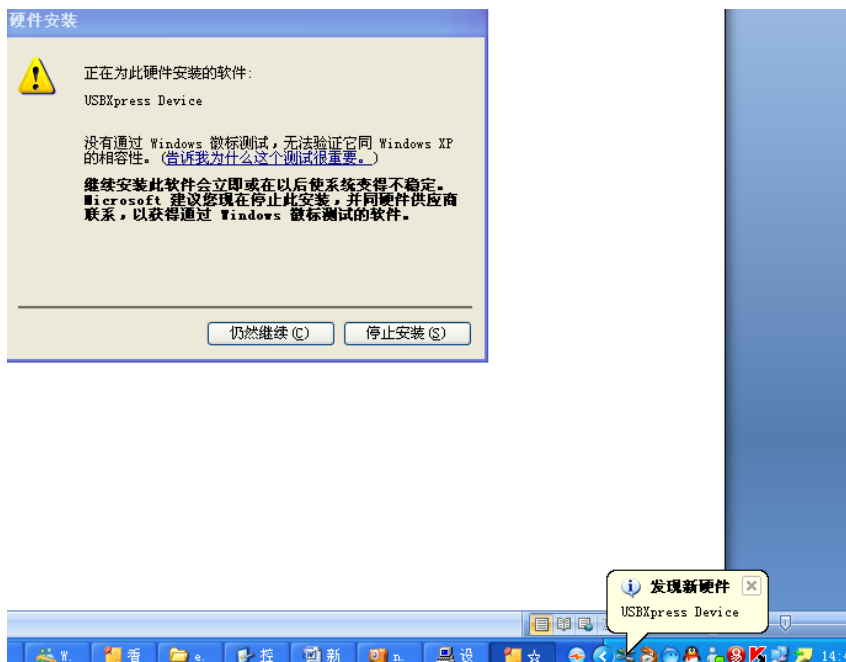 硬件安装
正在为此硬件安装的软件:
USBXpress Device
没有通过 Windows 徽标测试，无法验证它同 Windows XP
的相容性。(告诉我为什么这个测试很重要。)
继续安装此软件会立即或在以后使系统变得不稳定。
Microsoft 建议您现在停止此安装，并同硬件供应商
联系，以获得通过 Windows 徽标测试的软件。
仍然继续(C)
停止安装(S)
发现新硬件
USBXpress Device
W.
香
e.
控
新
n.
设
☆